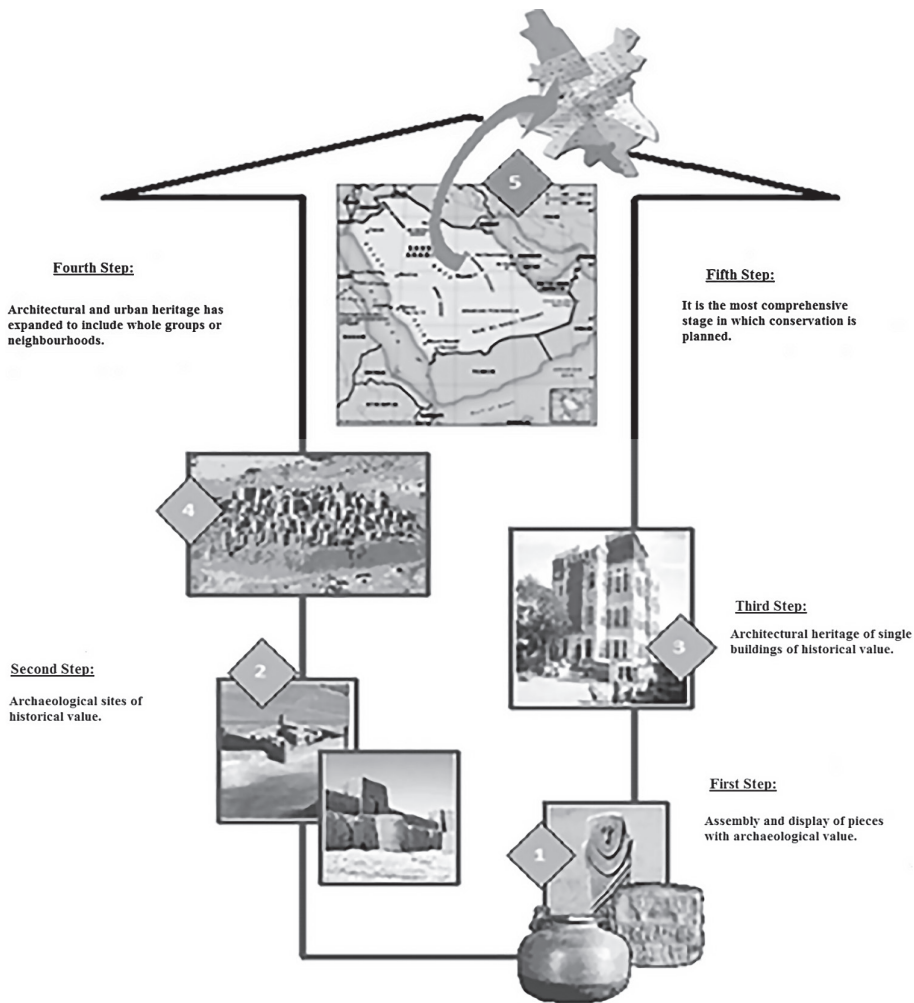 5
Fourth Step:
Architectural and urban heritage has
expanded to include whole groups or
neighbourhoods.
Fifth Step:
It is the most comprehensive
stage in which conservation is
planned.
4
3
Third Step:
Architectural heritage of single
buildings of historical value.
2
Second Step:
Archaeological sites of
historical value.
First Step:
Assembly and display of pieces
with archaeological value.
1